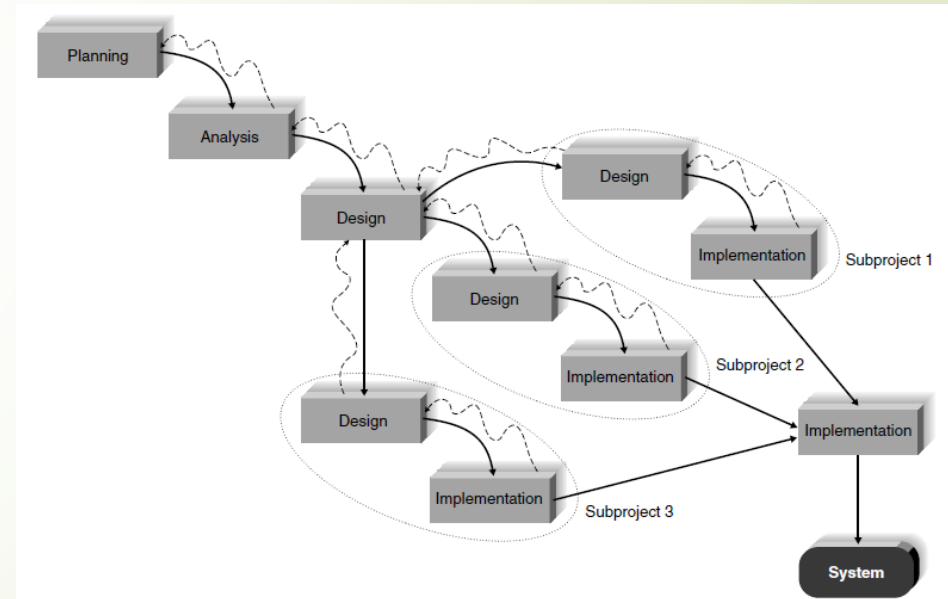 Planning
Analysis
Design
Design
Implementation
Subproject 1
Design
Implementation
Subproject 2
Design
Implementation
Subproject 3
Implementation
System